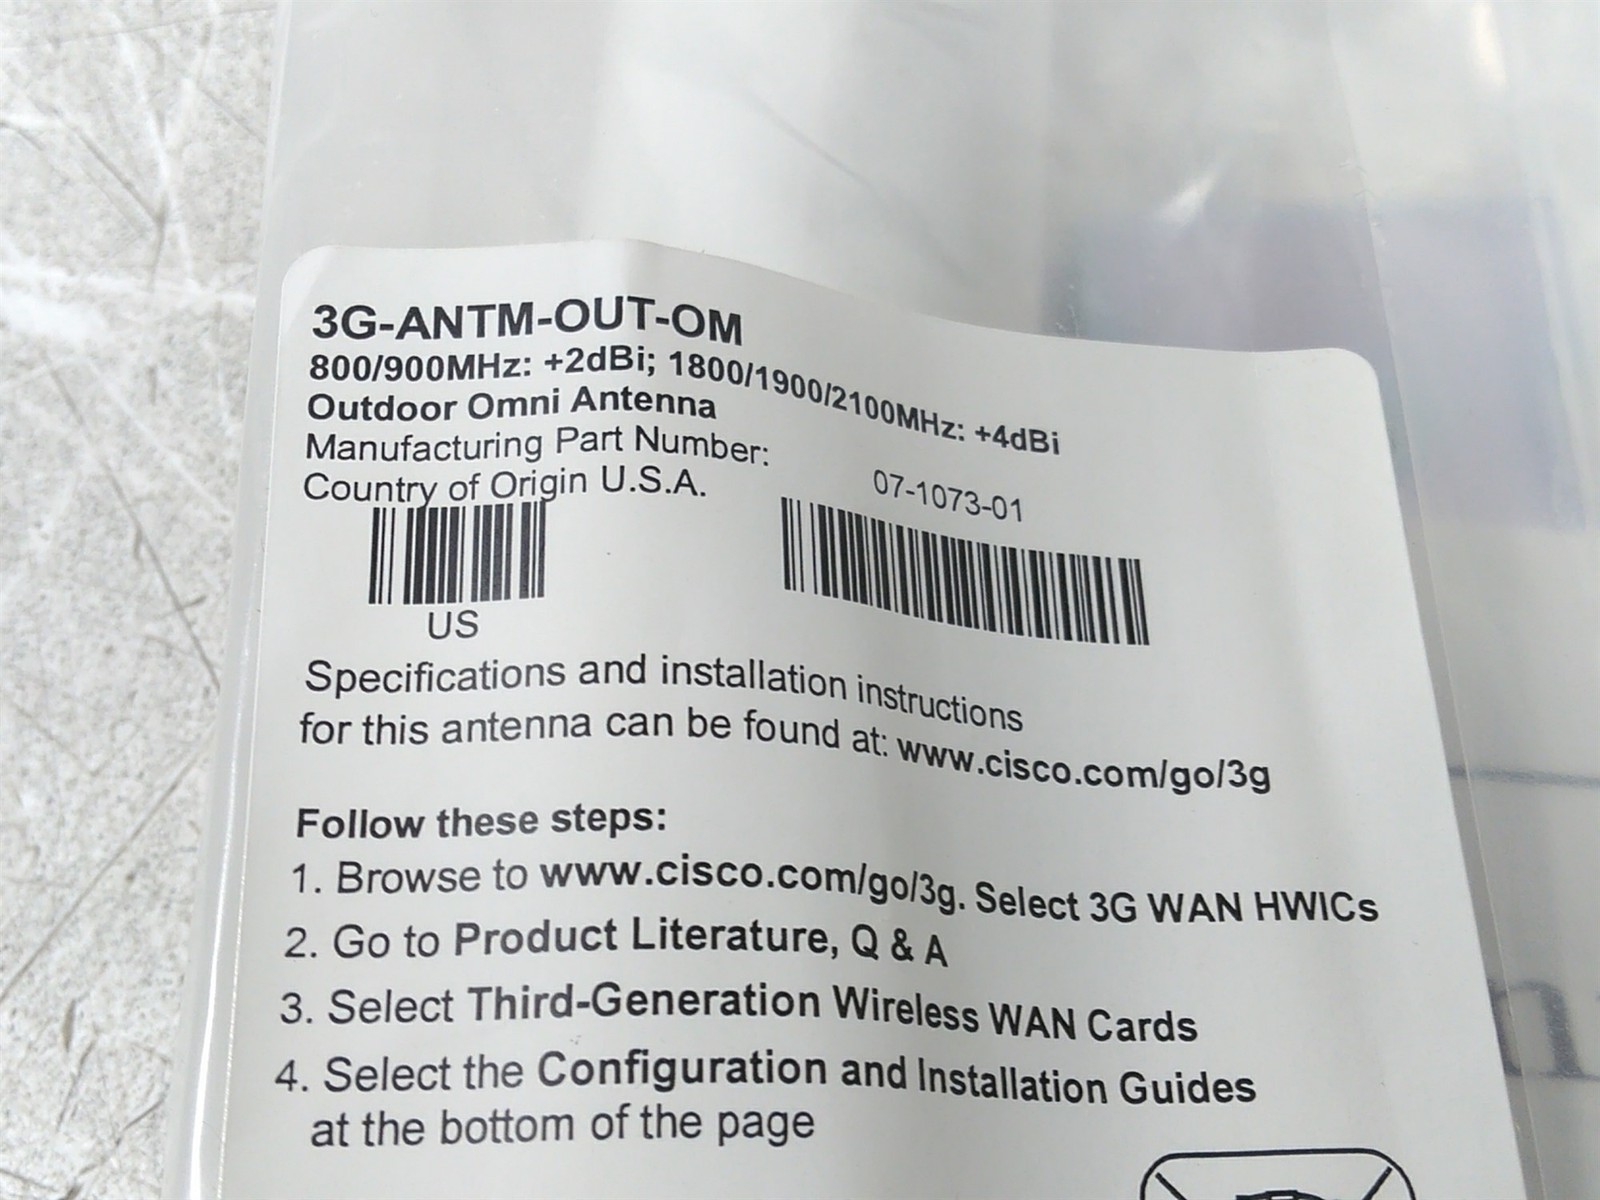 3G-ANTM-OUT-OM
800/900MHz: +2dBi; 1800/1900/2100MHz: +4dBi
Outdoor Omni Antenna
Manufacturing Part Number:
Country of Origin U.S.A.
07-1073-01
US
Specifications and installation instructions
for this antenna can be found at: www.cisco.com/go/3g
Follow these steps:
1. Browse to www.cisco.com/go/3g. Select 3G WAN HWICs
2. Go to Product Literature, Q & A
3. Select Third-Generation Wireless WAN Cards
4. Select the Configuration and Installation Guides
at the bottom of the page